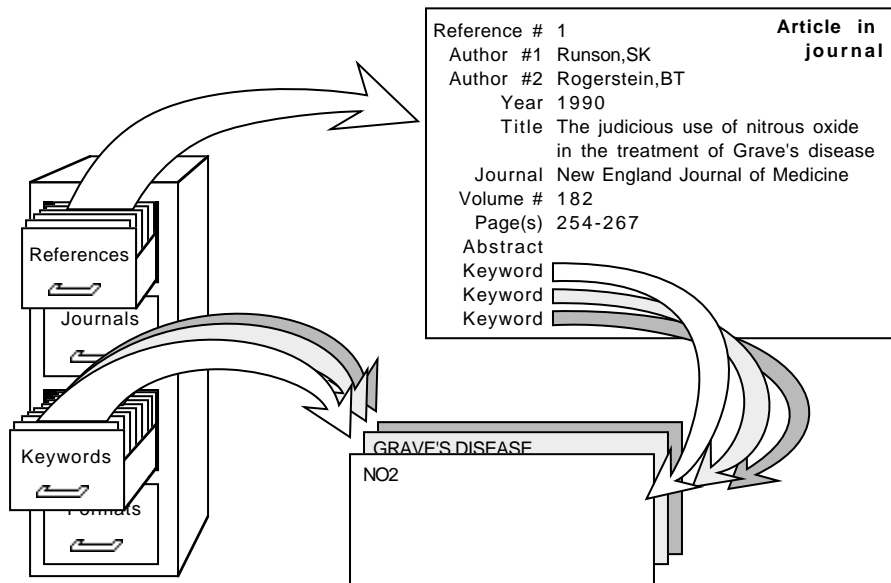 Reference # 1
Article in
journal
Author #1 Runson,SK
Author #2 Rogerstein,BT
Year 1990
Title The judicious use of nitrous oxide
in the treatment of Grave's disease
Journal New England Journal of Medicine
Volume # 182
Page(s) 254-267
Abstract
Keyword
Keyword
Keyword
References
Journals
Keywords
Formats
GRAVE'S DISEASE
NO2